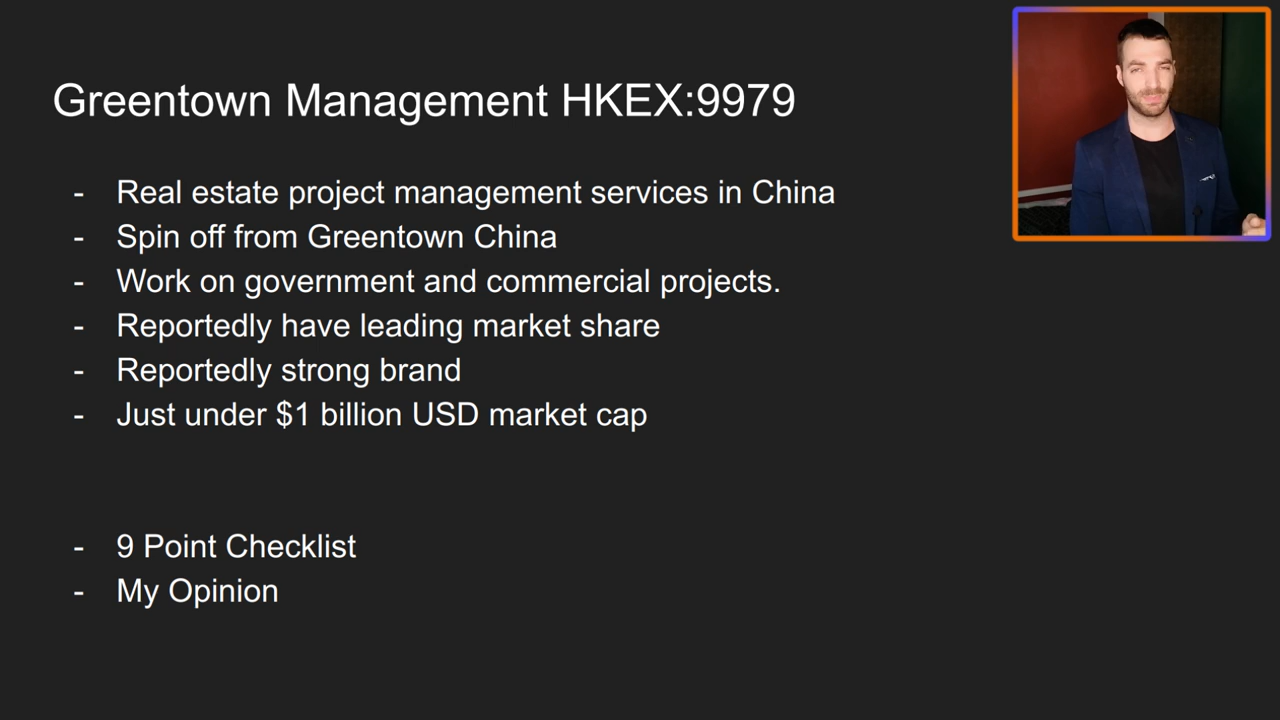 Greentown Management HKEX:9979
- Real estate project management services in China
- Spin off from Greentown China
- Work on government and commercial projects.
- Reportedly have leading market share
- Reportedly strong brand
- Just under $1 billion USD market cap
- 9 Point Checklist
- My Opinion